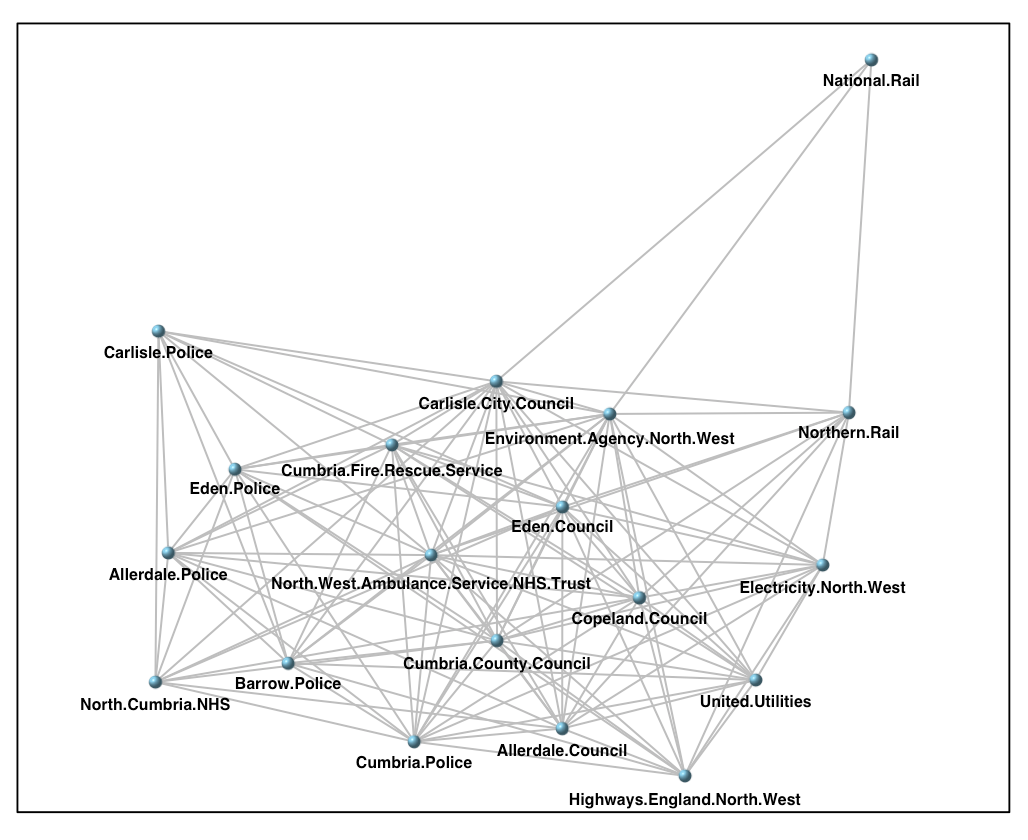 National.Rail
Carlisle.Police
Carlisle.City.Council
Environment.Agency.North.West
Northern.Rail
Cumbria.Fire.Rescue.Service
Eden.Police
Eden.Council
Allerdale.Police
North.West.Ambulance.Service.NHS.Trust
Electricity.North.West
Copeland.Council
Cumbria.County.Council
Barrow.Police
North.Cumbria.NHS
United.Utilities
Allerdale.Council
Cumbria.Police
Highways.England.North.West